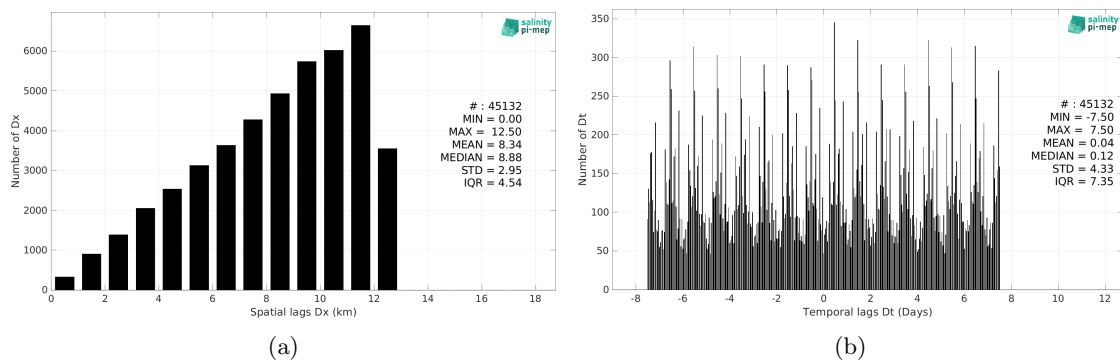 salinity
pi-mep
6000
5000
4000
3000
2000
1000
0
Number of Dx
# : 45132
MIN = 0.00
MAX = 12.50
MEAN = 8.34
MEDIAN = 8.88
STD = 2.95
IQR = 4.54
0 2 4 6 8 10 12 14 16 18
Spatial lags Dx (km)
(a)
salinity
pi-mep
350
300
250
200
150
100
50
0
Number of Dt
# : 45132
MIN = -7.50
MAX = 7.50
MEAN = 0.04
MEDIAN = 0.12
STD = 4.33
IQR = 7.35
-8 -6 -4 -2 0 2 4 6 8 10 12
Temporal lags Dt (Days)
(b)